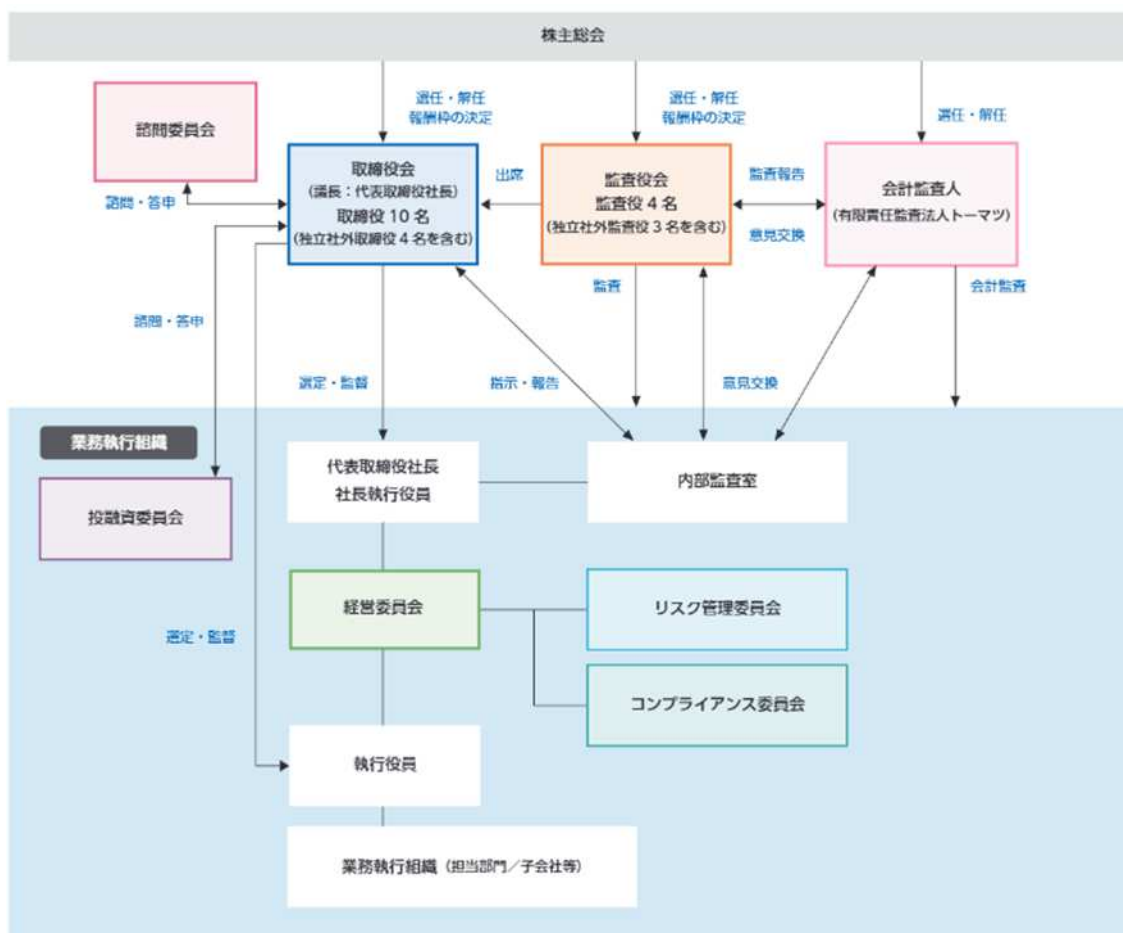 株主総会
選任・解任
報酬枠の決定
選任・解任
報酬枠の決定
選任・解任
諮問委員会
諮問・答申
取締役会
(議長：代表取締役社長)
取締役 10 名
(独立社外取締役 4 名を含む)
出席
監査役会
監査役 4 名
(独立社外監査役 3 名を含む)
監査報告
意見交換
会計監査人
(有限責任監査法人トーマツ)
諮問・答申
監査
会計監査
選定・監督
指示・報告
意見交換
業務執行組織
投融資委員会
代表取締役社長
社長執行役員
内部監査室
経営委員会
リスク管理委員会
選定・監督
コンプライアンス委員会
執行役員
業務執行組織（担当部門／子会社等）